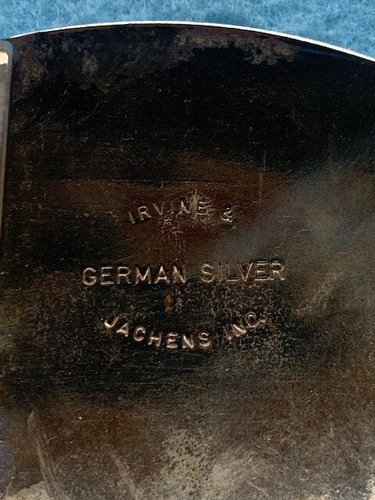 IRVINE &
GERMAN SILVER
JACHENS INC.